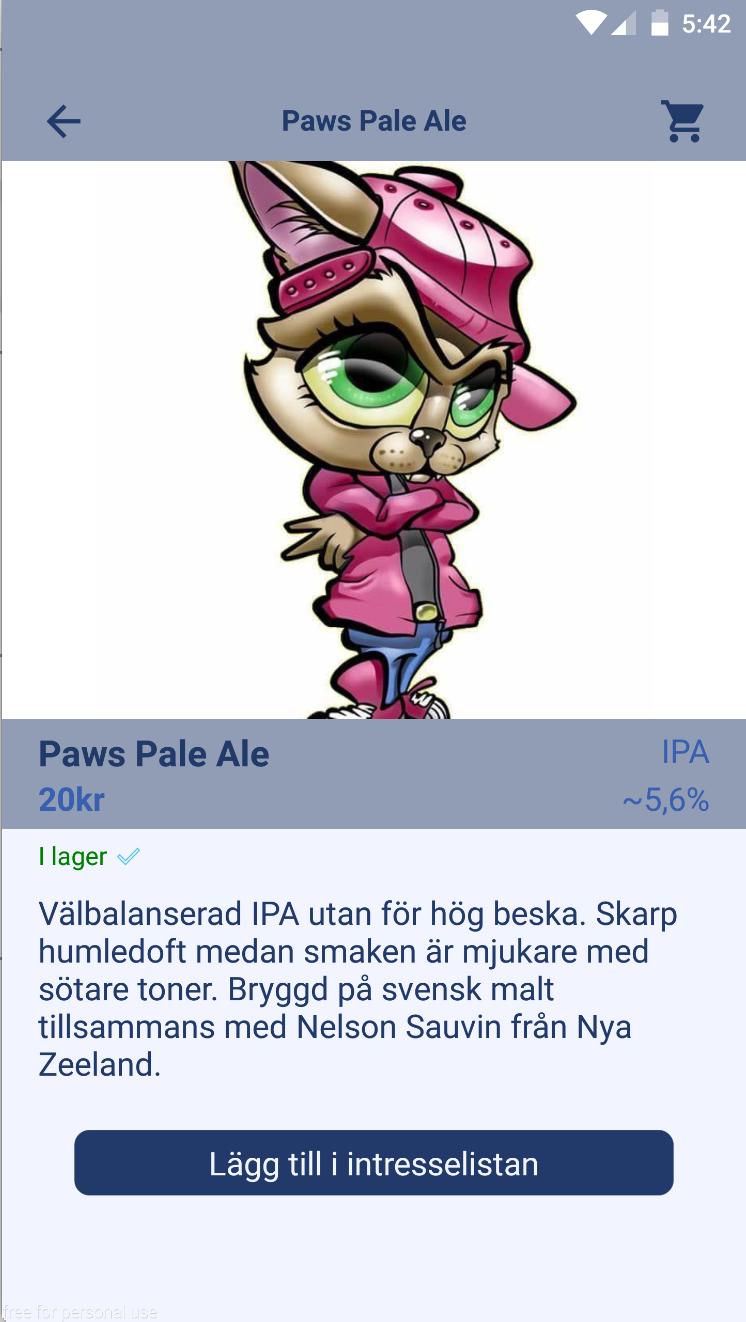 5:42
Paws Pale Ale
Paws Pale Ale
IPA
20kr
~5,6%
I lager
Välbalanserad IPA utan för hög beska. Skarp
humledoft medan smaken är mjukare med
sötare toner. Bryggd på svensk malt
tillsammans med Nelson Sauvin från Nya
Zeeland.
Lägg till i intresselistan
free for personal use